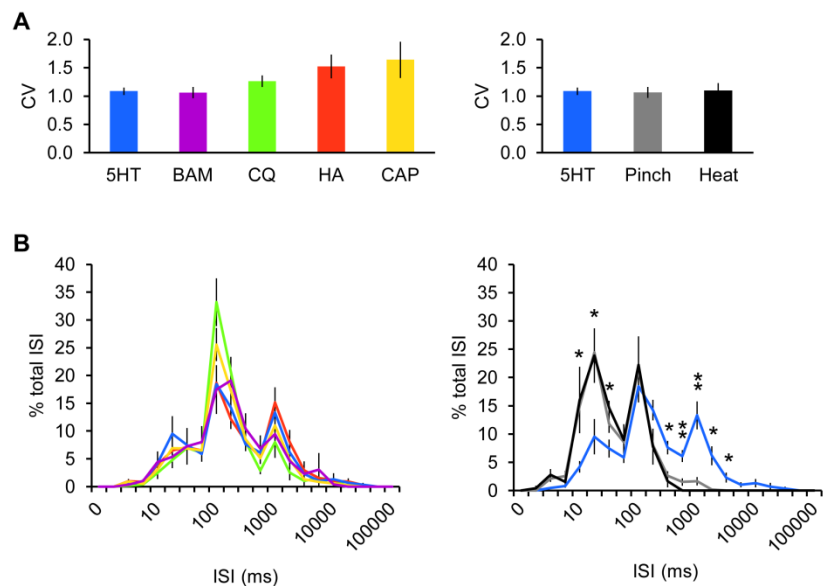 A
CV
2.0
1.5
1.0
0.5
0.0
5HT BAM CQ HA CAP
CV
2.0
1.5
1.0
0.5
0.0
5HT Pinch Heat
B
% total ISI
40
35
30
25
20
15
10
5
0
0 10 100 1000 10000 100000
ISI (ms)
% total ISI
40
35
30
25
20
15
10
5
0
* * * * ** ** * *
0 10 100 1000 10000 100000
ISI (ms)